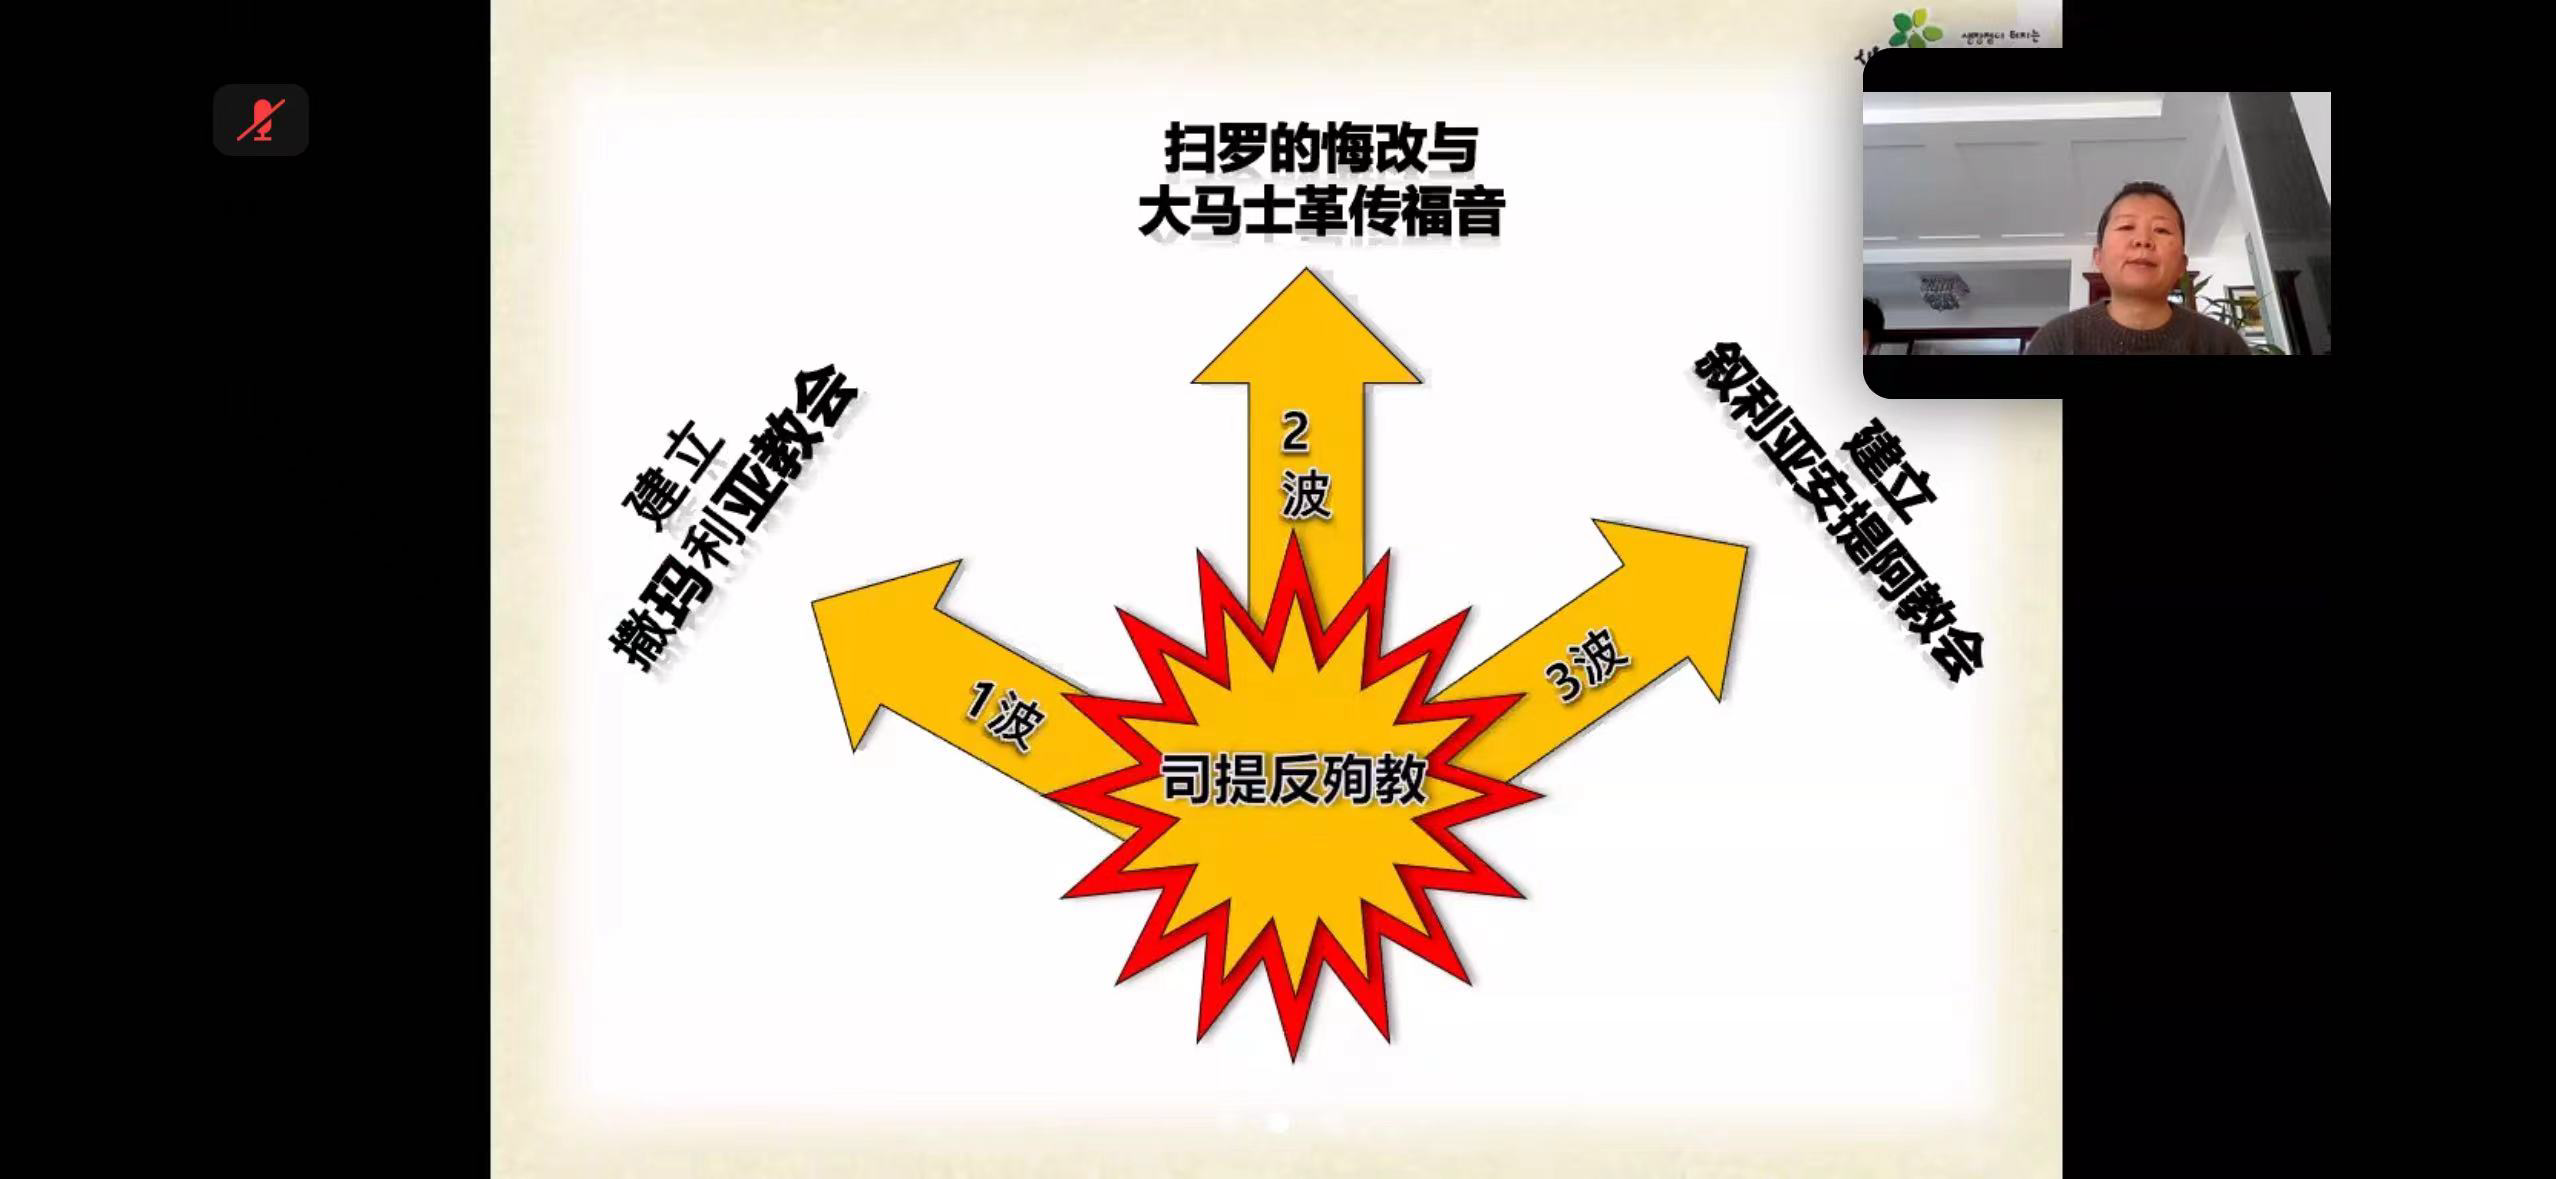 생장점이 터지는
扫罗的悔改与
大马士革传福音
建立
撒玛利亚教会
建立
叙利亚安提阿教会
2
波
1波
3波
司提反殉教